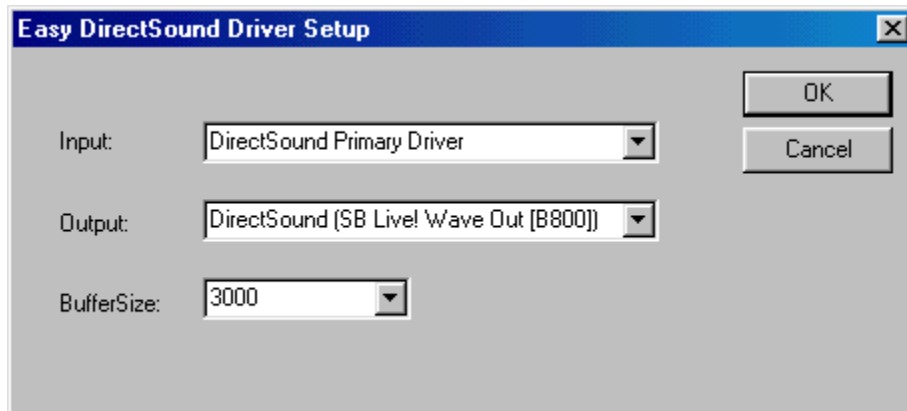 Easy DirectSound Driver Setup
OK
Input: DirectSound Primary Driver
Cancel
Output: DirectSound (SB Live! Wave Out [B800])
BufferSize: 3000